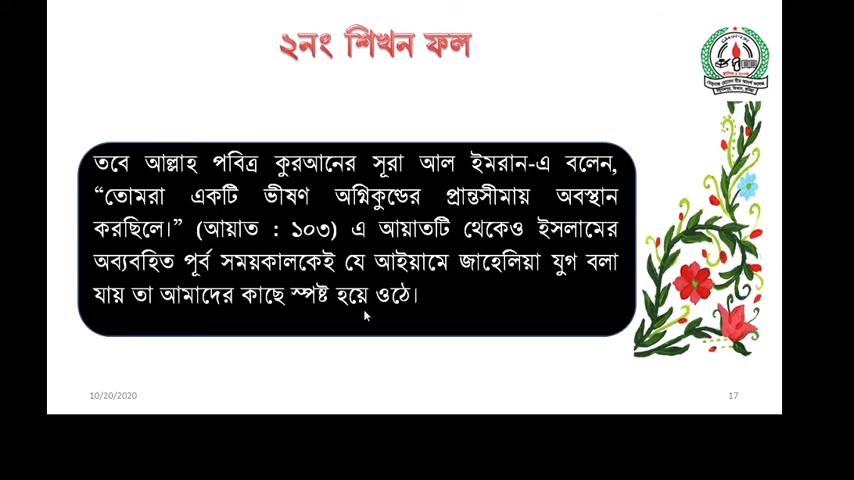 ২নং শিখন ফল
তবে আল্লাহ পবিত্র কুরআনের সূরা আল ইমরান-এ বলেন,
“তোমরা একটি ভীষণ অগ্নিকুণ্ডের প্রান্তসীমায় অবস্থান
করছিলে।” (আয়াত : ১০৩) এ আয়াতটি থেকেও ইসলামের
অব্যবহিত পূর্ব সময়কালকেই যে আইয়ামে জাহেলিয়া যুগ বলা
যায় তা আমাদের কাছে স্পষ্ট হয়ে ওঠে।
10/20/2020
17